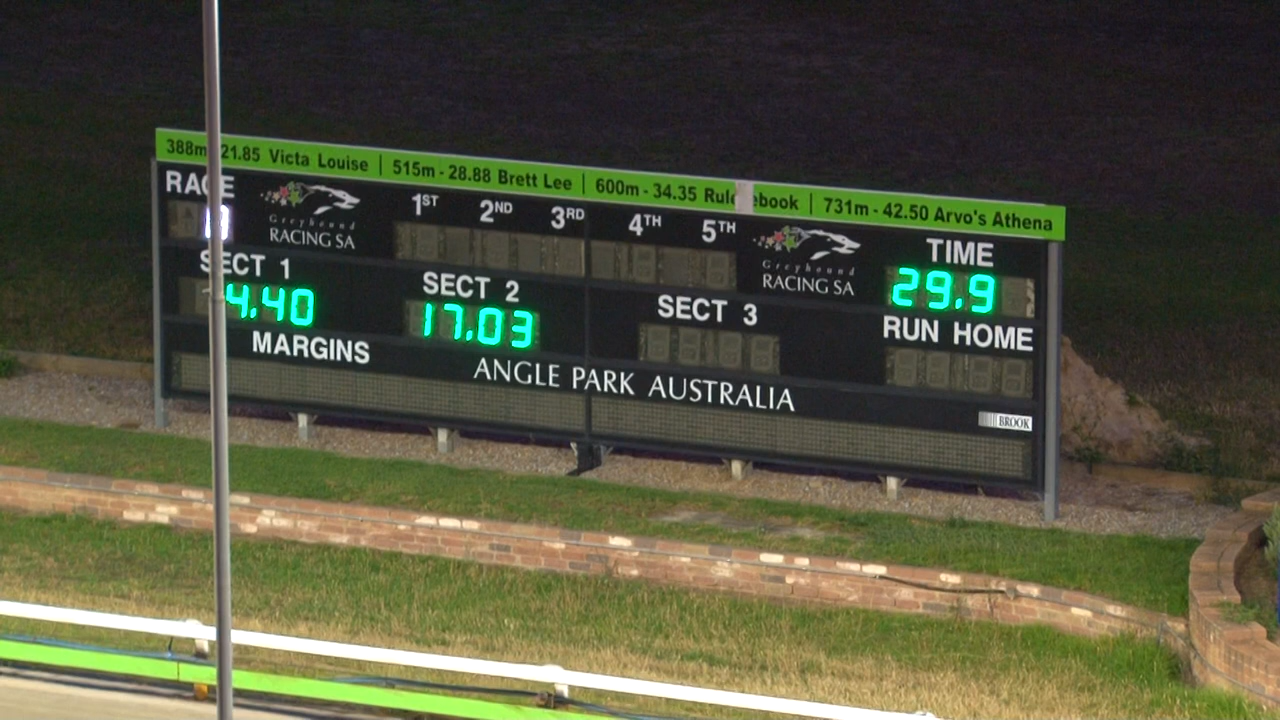 388m 21.85 Victa Louise | 515m - 28.88 Brett Lee | 600m - 34.35 Rulebook | 731m - 42.50 Arvo's Athena
RACE
Greyhound
RACING SA
1ST 2ND 3RD 4TH 5TH
Greyhound
RACING SA
TIME
29.9
SECT 1
4.40
SECT 2
17.03
SECT 3
RUN HOME
MARGINS
ANGLE PARK AUSTRALIA
BROOK